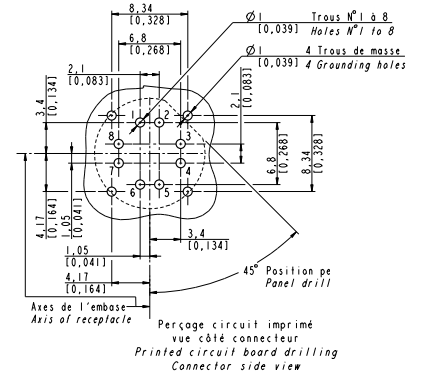 8,34
[0,328]
Ø 1
[0,039]
Trous N°1 à 8
Holes N°1 to 8
6,8
[0,268]
Ø 1
[0,039]
4 Trous de masse
4 Grounding holes
2,1
[0,083]
3,4
[0,134]
2,1
[0,083]
1
2
8
3
7
4
6
5
6,8
[0,268]
8,34
[0,328]
4,17
[0,164]
1,05
[0,041]
3,4
[0,134]
1,05
[0,041]
4,17
[0,164]
45° Position pe
Panel drill
Axes de l'embase
Axis of receptacle
Perçage circuit imprimé
vue côté connecteur
Printed circuit board drilling
Connector side view